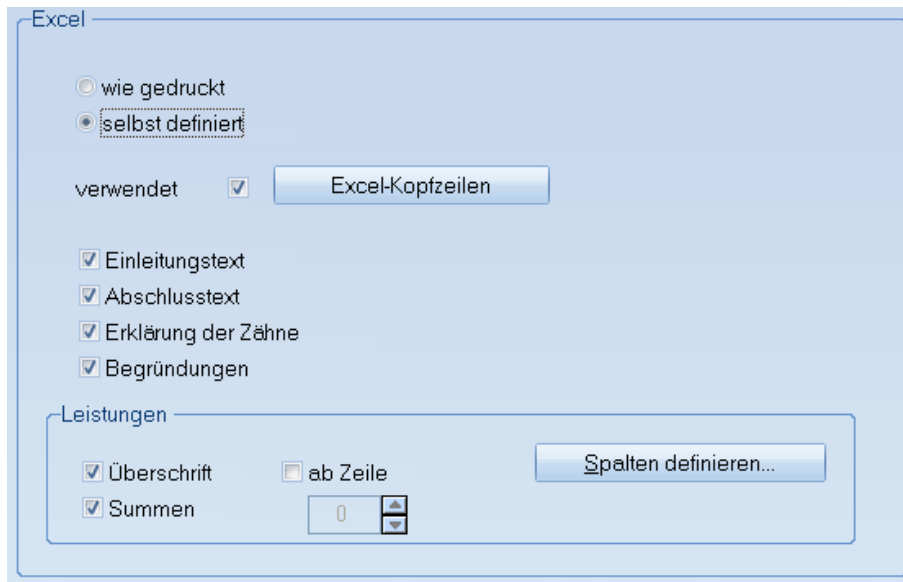 Excel
wie gedruckt
selbst definiert
verwendet Excel-Kopfzeilen
Einleitungstext
Abschlusstext
Erklärung der Zähne
Begründungen
Leistungen
Überschrift ab Zeile Spalten definieren...
Summen 0